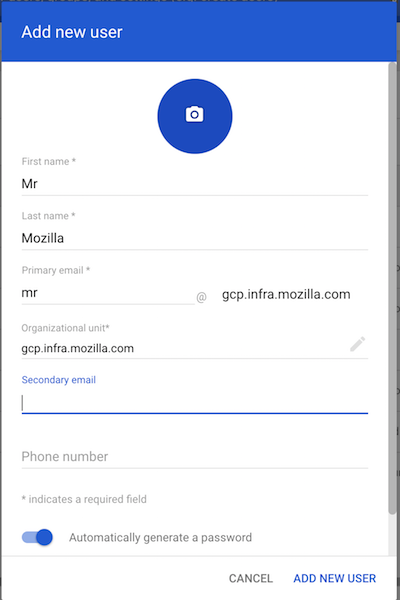 Add new user
First name *
Mr
Last name *
Mozilla
Primary email *
mr @ gcp.infra.mozilla.com
Organizational unit*
gcp.infra.mozilla.com
Secondary email
Phone number
* indicates a required field
Automatically generate a password
CANCEL ADD NEW USER